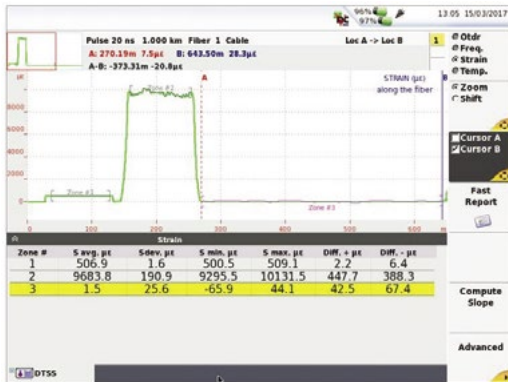 96%
97%
13:05 15/03/2017
Pulse 20 ns 1.000 km Fiber 1 Cable
Loc A -> Loc B
1
A: 270.19m 7.5µε B: 643.50m 28.3µε
A-B: -373.31m -20.8µε
Otdr
Freq.
Strain
Temp.
Zoom
Shift
Cursor A
Cursor B
Fast
Report
Compute
Slope
Advanced
µε
A
B
STRAIN (µε)
along the fiber
8000
6000
4000
2000
0
Zone #1
Zone #2
Zone #3
0 100 200 300 400 500 600
Strain
Zone # S avg. µε Sdev. µε S min. µε S max. µε Diff. + µε Diff. - µε
1 506.9 1.6 500.5 509.1 2.2 6.4
2 9683.8 190.9 9295.5 10131.5 447.7 388.3
3 1.5 25.6 -65.9 44.1 42.5 67.4
DTSS